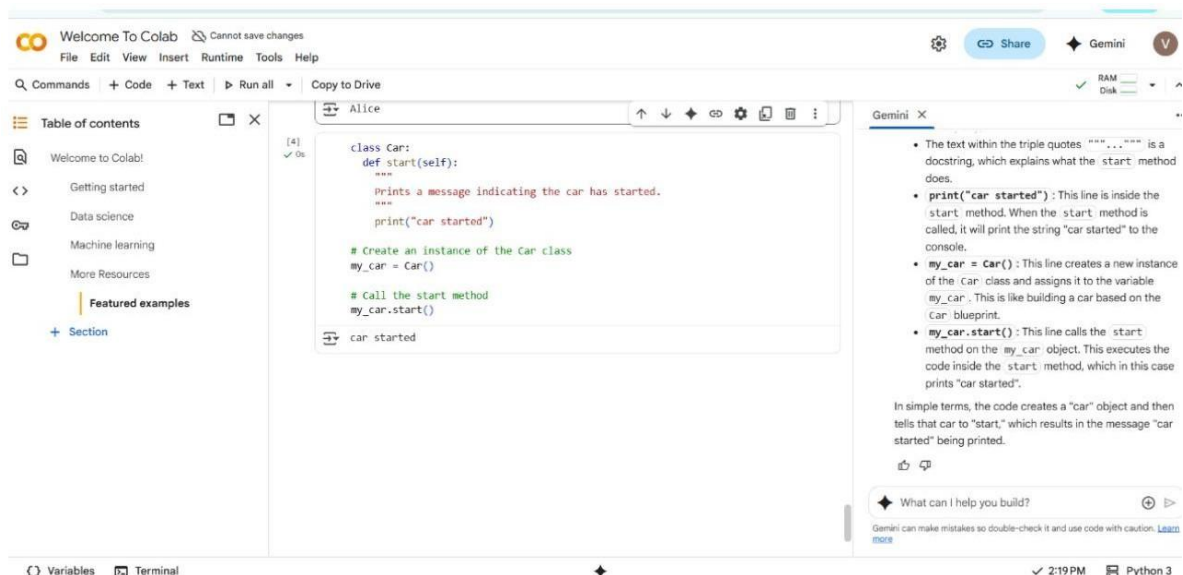 CO Welcome To Colab Cannot save changes
File Edit View Insert Runtime Tools Help
Share
Gemini
V
Commands + Code + Text Run all Copy to Drive
RAM
Disk
Table of contents
Welcome to Colab!
Getting started
Data science
Machine learning
More Resources
Featured examples
+ Section
Alice
[4]
0s
class Car:
def start(self):
"""
Prints a message indicating the car has started.
"""
print("car started")
# Create an instance of the Car class
my_car = Car()
# Call the start method
my_car.start()
car started
Gemini
• The text within the triple quotes """...""" is a
docstring, which explains what the start method
does.
• print("car started") : This line is inside the
start method. When the start method is
called, it will print the string "car started" to the
console.
• my_car = Car() : This line creates a new instance
of the Car class and assigns it to the variable
my_car . This is like building a car based on the
Car blueprint.
• my_car.start() : This line calls the start
method on the my_car object. This executes the
code inside the start method, which in this case
prints "car started".
In simple terms, the code creates a "car" object and then
tells that car to "start," which results in the message "car
started" being printed.
What can I help you build?
Gemini can make mistakes so double-check it and use code with caution. Learn
more
Variables Terminal
2:19 PM Python 3